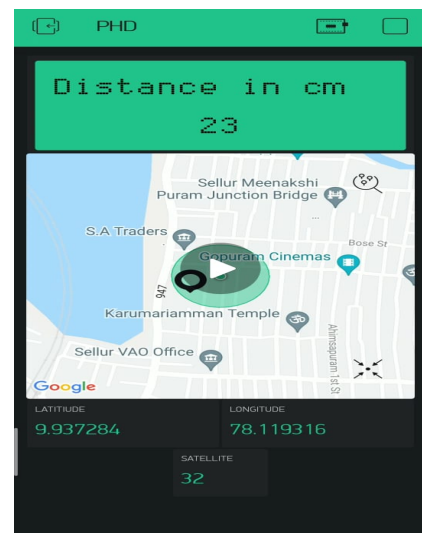 PHD
Distance in cm
23
Sellur Meenakshi
Puram Junction Bridge
S.A Traders
Bose St
Gopuram Cinemas
947
Karumariamman Temple
Sellur VAO Office
Ahimsapuram 1st St
Google
LATITIUDE
9.937284
LONGITUDE
78.119316
SATELLITE
32